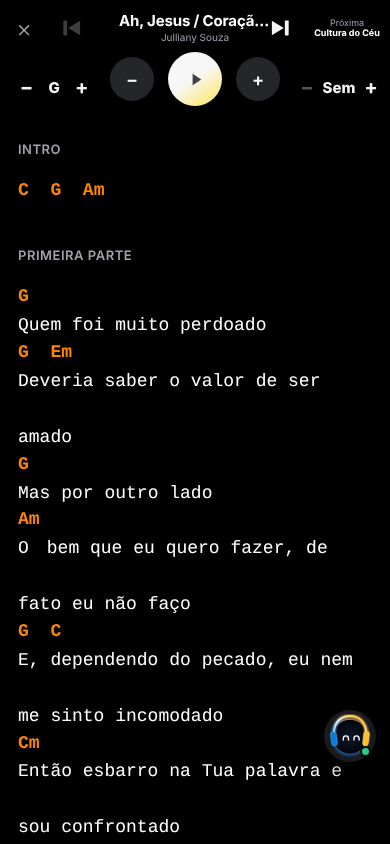 Ah, Jesus / Coraçã...
Julliany Souza
Próxima
Cultura do Céu
− G +
−
+
− Sem +
INTRO
C G Am
PRIMEIRA PARTE
G
Quem foi muito perdoado
G Em
Deveria saber o valor de ser
amado
G
Mas por outro lado
Am
O bem que eu quero fazer, de
fato eu não faço
G C
E, dependendo do pecado, eu nem
me sinto incomodado
Cm
Então esbarro na Tua palavra e
sou confrontado